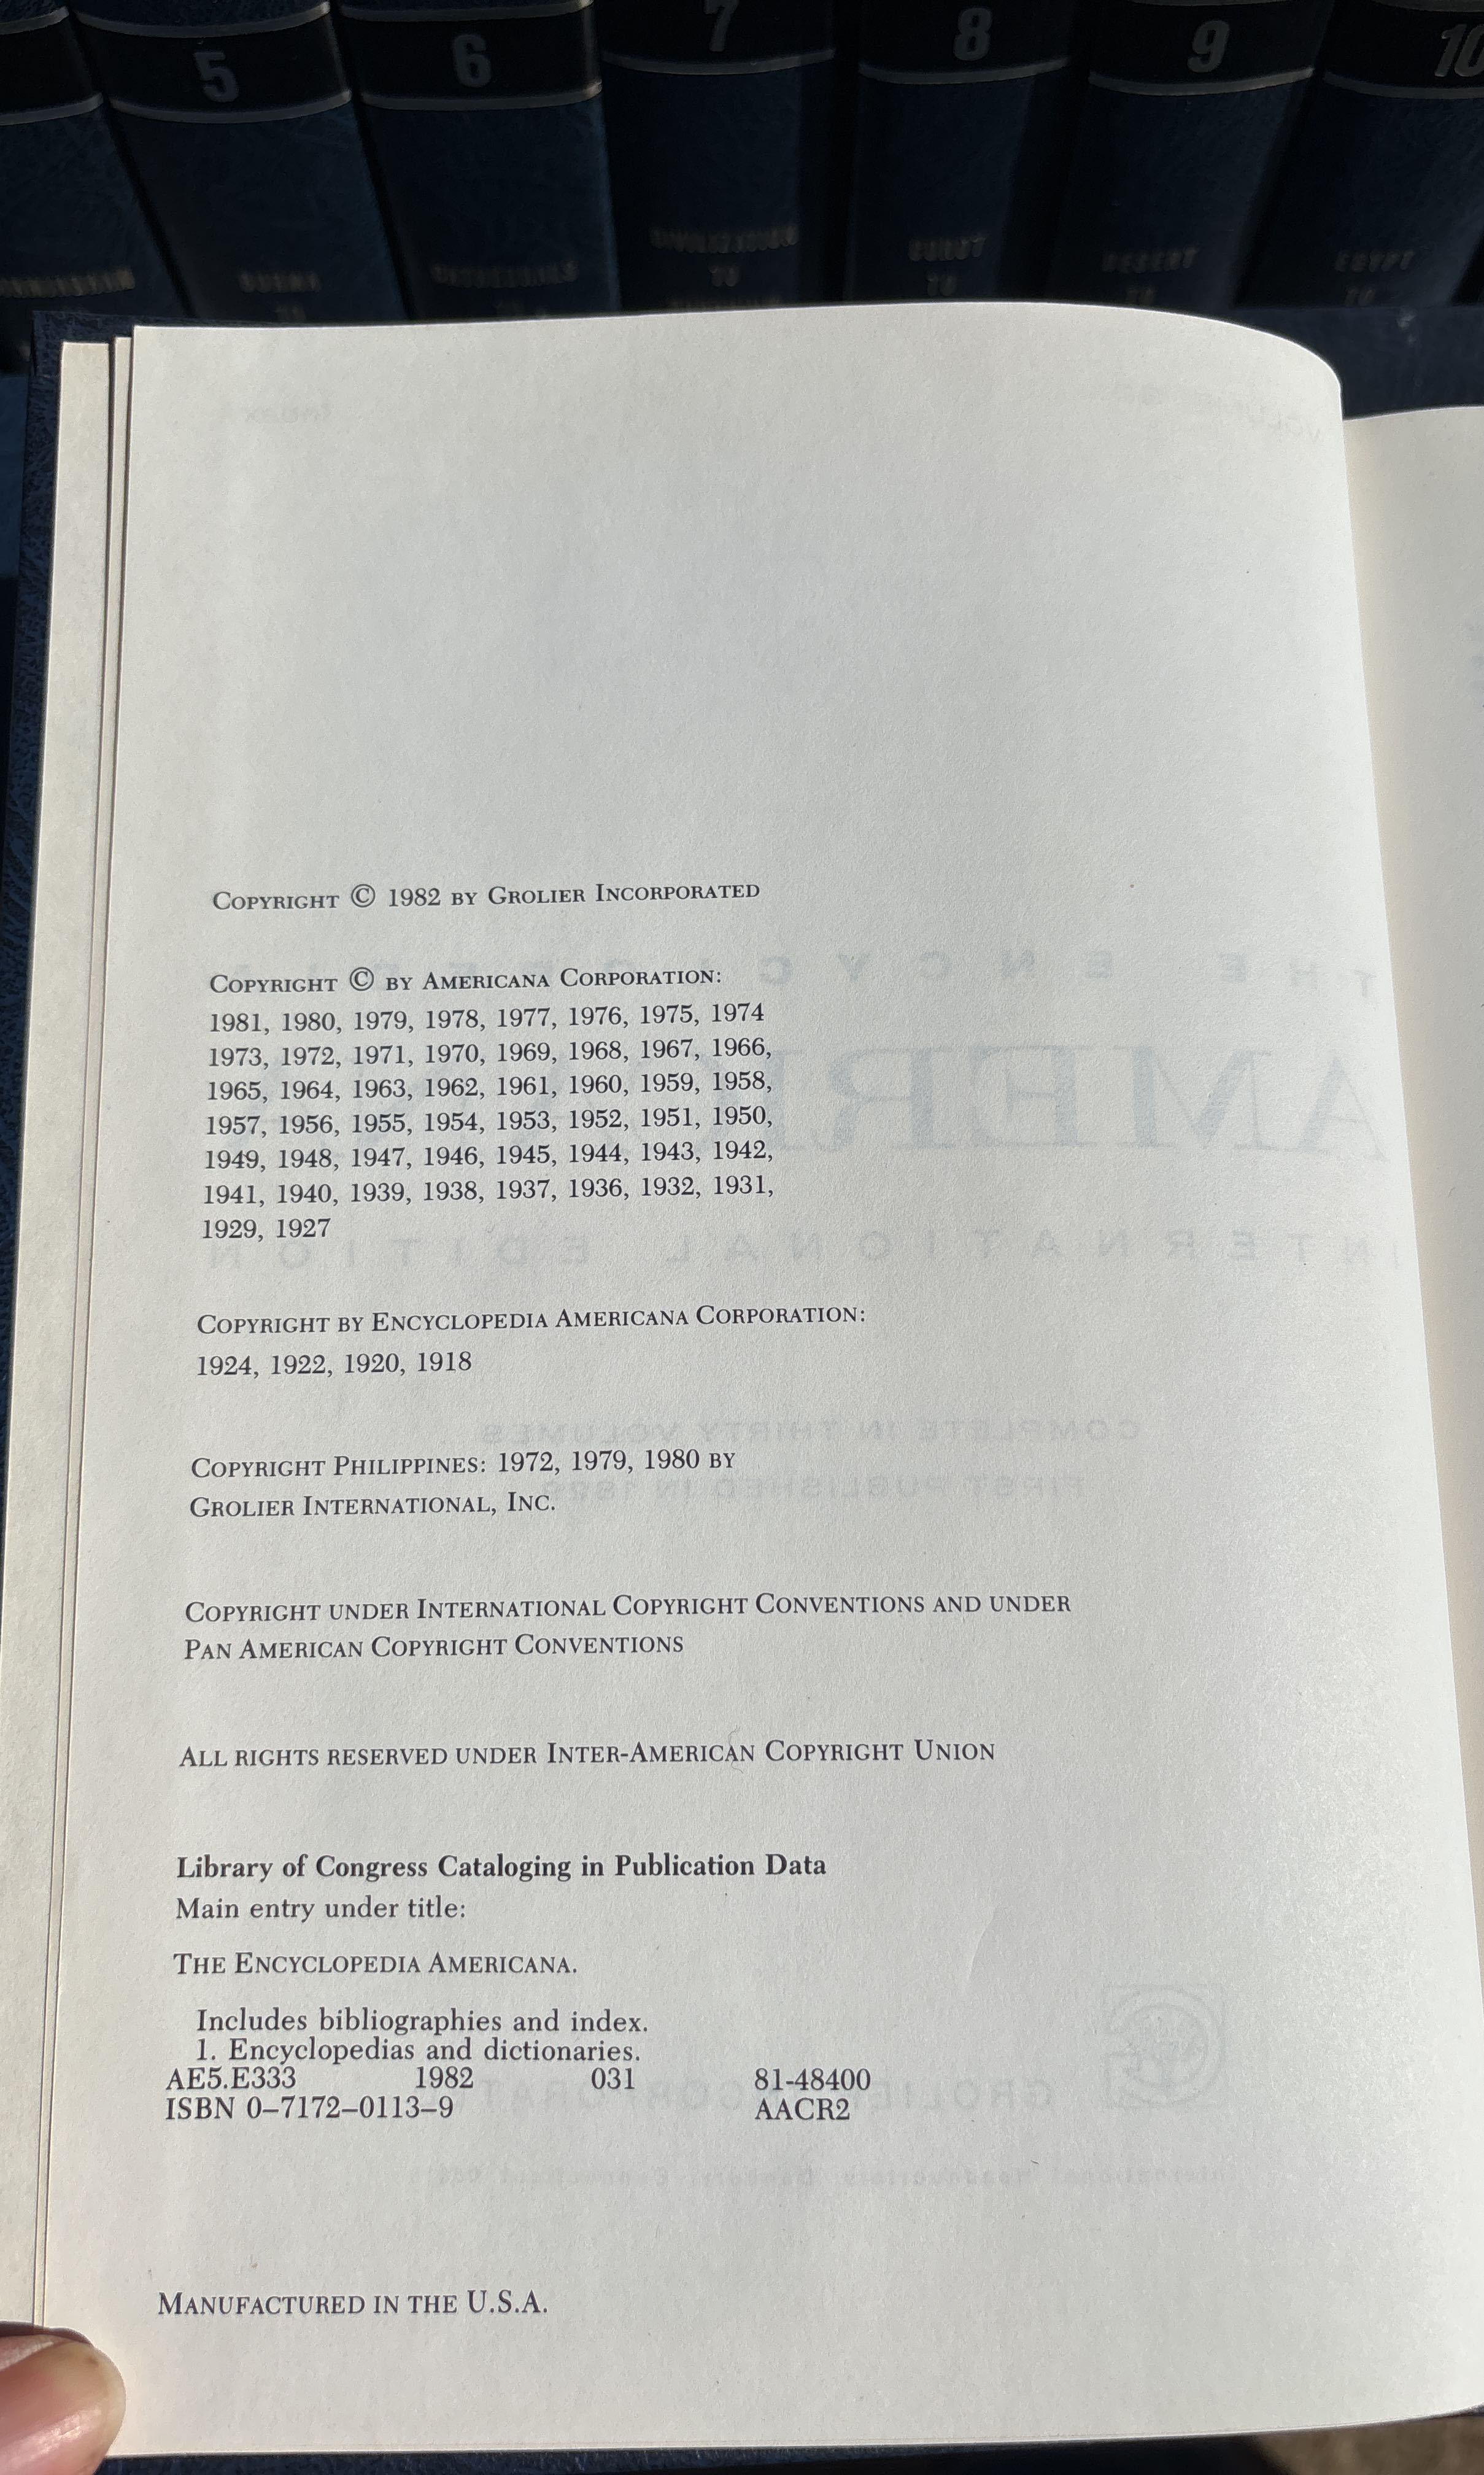 5 6 7 8 9 10
TO
TO
TO
DESERT
TO
EGYPT
TO
COPYRIGHT © 1982 BY GROLIER INCORPORATED
COPYRIGHT © BY AMERICANA CORPORATION:
1981, 1980, 1979, 1978, 1977, 1976, 1975, 1974
1973, 1972, 1971, 1970, 1969, 1968, 1967, 1966,
1965, 1964, 1963, 1962, 1961, 1960, 1959, 1958,
1957, 1956, 1955, 1954, 1953, 1952, 1951, 1950,
1949, 1948, 1947, 1946, 1945, 1944, 1943, 1942,
1941, 1940, 1939, 1938, 1937, 1936, 1932, 1931,
1929, 1927
COPYRIGHT BY ENCYCLOPEDIA AMERICANA CORPORATION:
1924, 1922, 1920, 1918
COPYRIGHT PHILIPPINES: 1972, 1979, 1980 BY
GROLIER INTERNATIONAL, INC.
COPYRIGHT UNDER INTERNATIONAL COPYRIGHT CONVENTIONS AND UNDER
PAN AMERICAN COPYRIGHT CONVENTIONS
ALL RIGHTS RESERVED UNDER INTER-AMERICAN COPYRIGHT UNION
Library of Congress Cataloging in Publication Data
Main entry under title:
THE ENCYCLOPEDIA AMERICANA.
Includes bibliographies and index.
1. Encyclopedias and dictionaries.
AE5.E333 1982 031 81-48400
ISBN 0–7172–0113–9 AACR2
MANUFACTURED IN THE U.S.A.